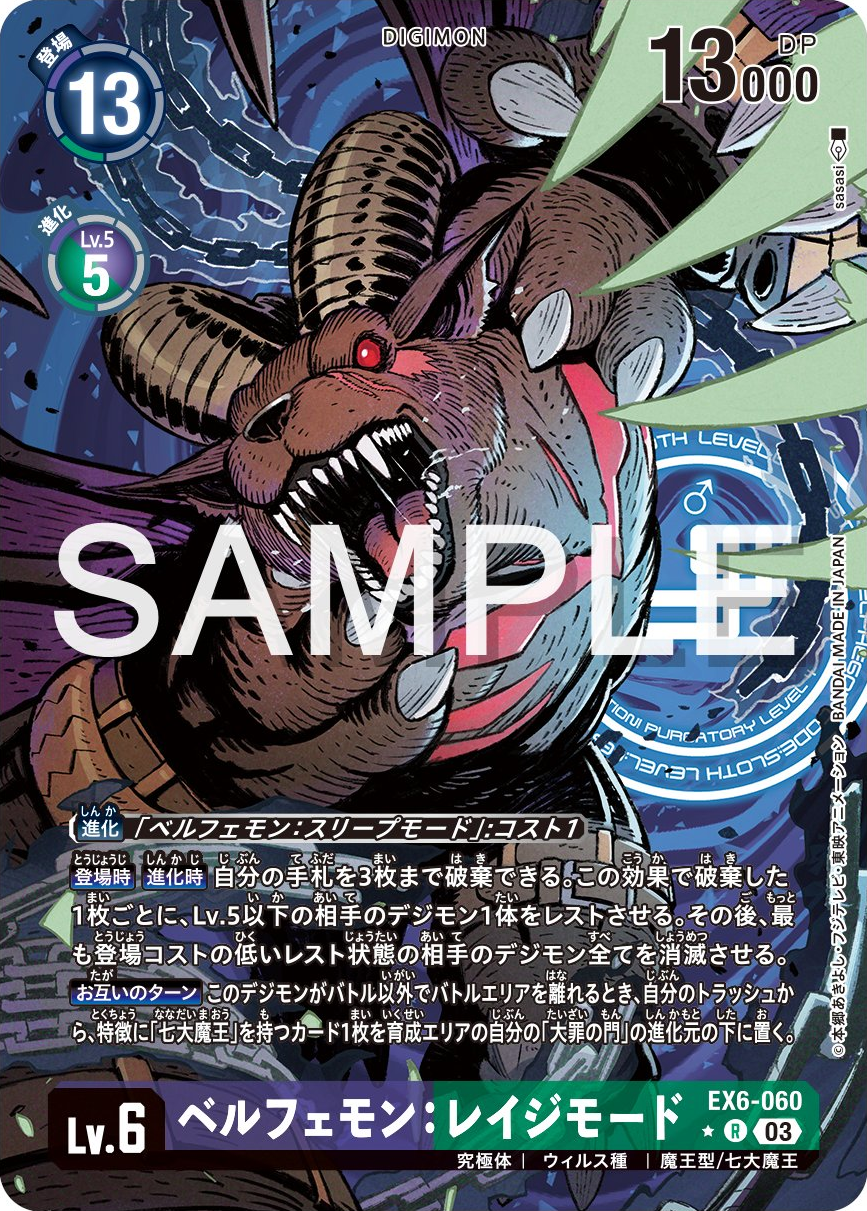 DIGIMON
登場
13
13000
DP
進化
Lv.5
5
sasasi
TH LEVEL
SAMPLE
TION! PURGATORY LEVEL
ODE:SLOTH LEVEL:
©本郷あきよし・フジテレビ・東映アニメーション BANDAI MADE IN JAPAN
進化 「ベルフェモン：スリープモード」:コスト1
登場時 進化時 自分の手札を3枚まで破棄できる。この効果で破棄した
1枚ごとに、Lv.5以下の相手のデジモン1体をレストさせる。その後、最
も登場コストの低いレスト状態の相手のデジモン全てを消滅させる。
お互いのターン このデジモンがバトル以外でバトルエリアを離れるとき、自分のトラッシュか
ら、特徴に「七大魔王」を持つカード1枚を育成エリアの自分の「大罪の門」の進化元の下に置く。
Lv.6
ベルフェモン：レイジモード
EX6-060
R 03
究極体 | ウィルス種 | 魔王型/七大魔王